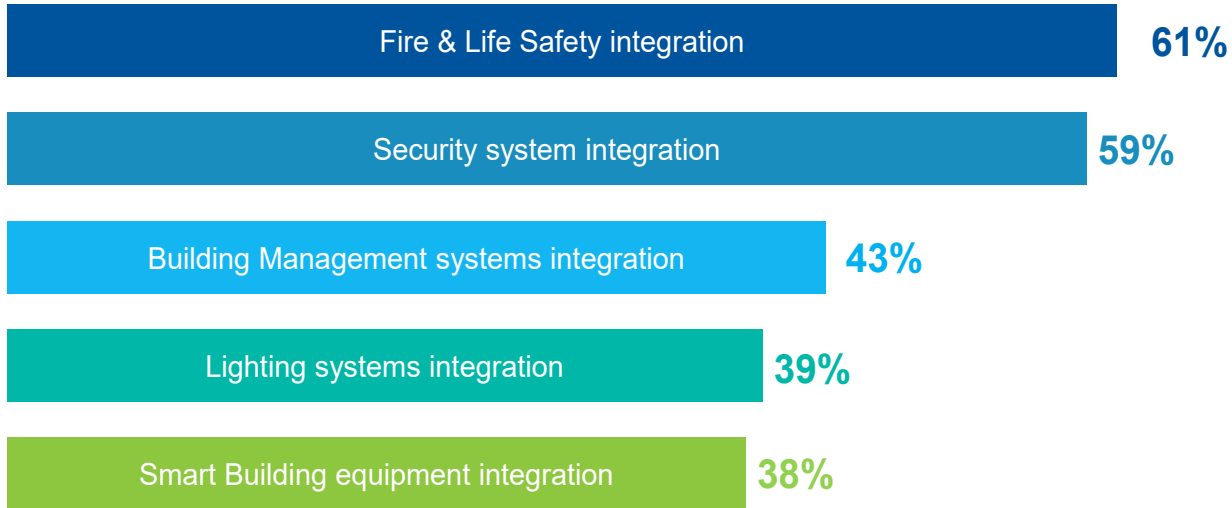 Fire & Life Safety integration 61%
Security system integration 59%
Building Management systems integration 43%
Lighting systems integration 39%
Smart Building equipment integration 38%